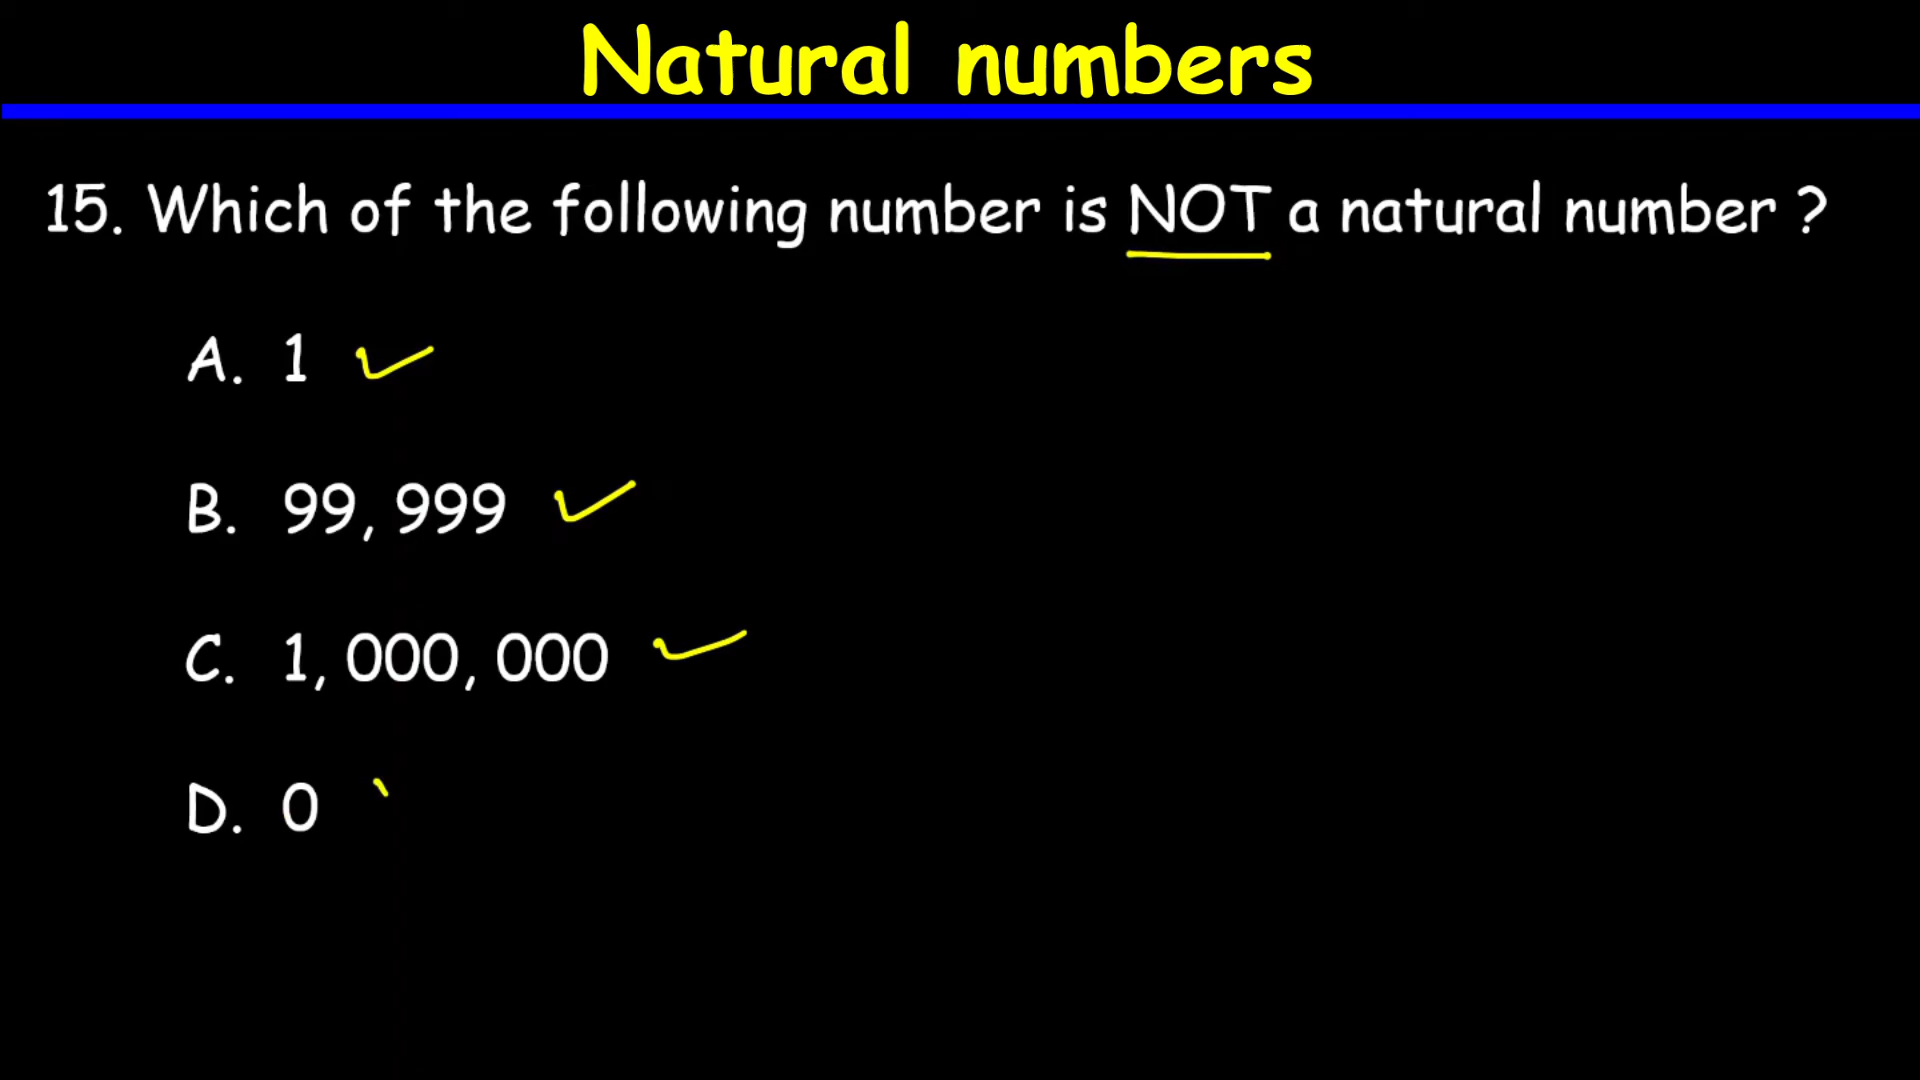 Natural numbers
15. Which of the following number is NOT a natural number ?
A. 1
B. 99, 999
C. 1, 000, 000
D. 0